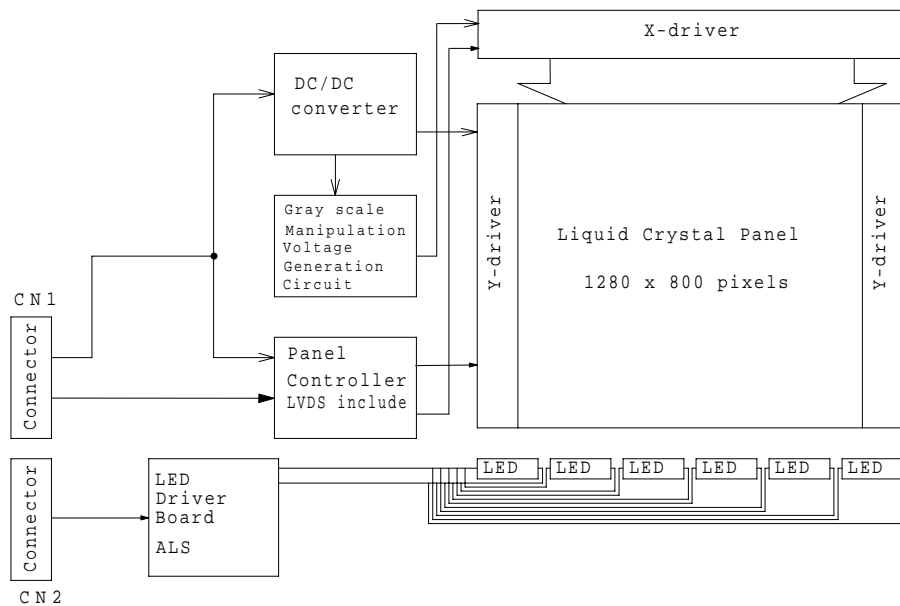 X-driver
DC/DC
converter
Gray scale
Manipulation
Voltage
Generation
Circuit
Y-driver
Liquid Crystal Panel
1280 x 800 pixels
Y-driver
CN1
Connector
Panel
Controller
LVDS include
LED
LED
LED
LED
LED
LED
Connector
LED
Driver
Board
ALS
CN2